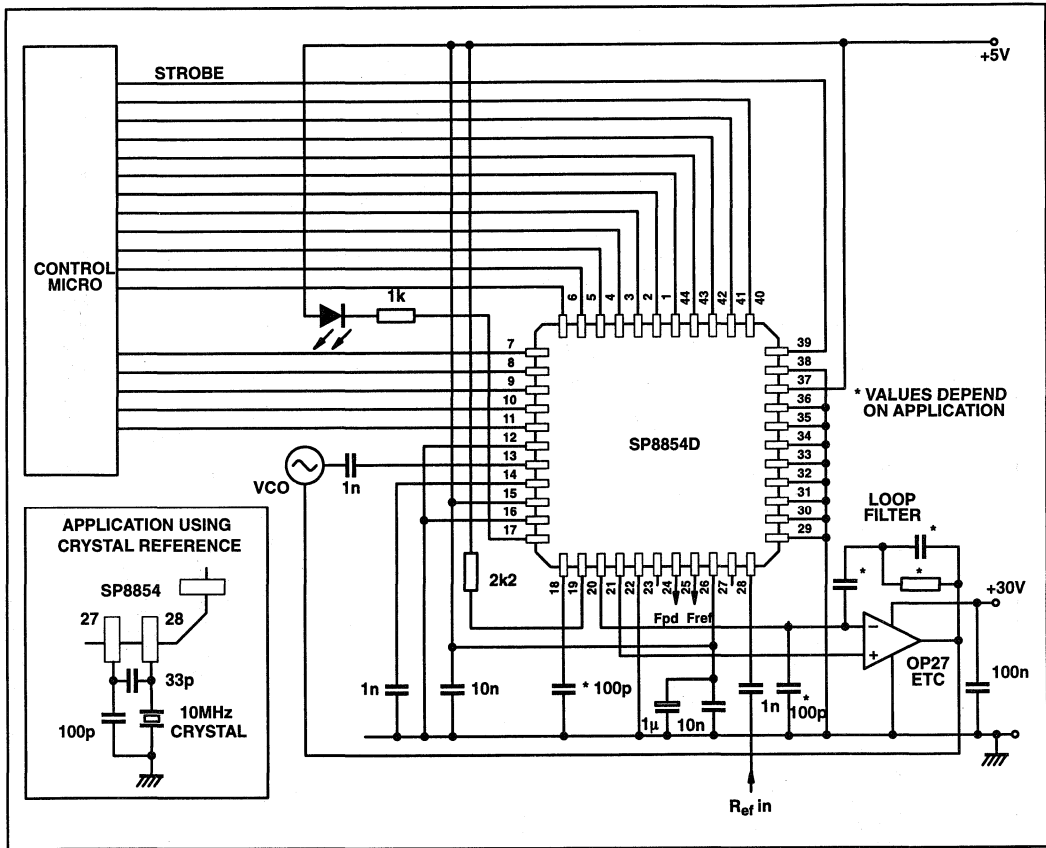 STROBE
+5V
CONTROL
MICRO
1k
6 5 4 3 2 1 44 43 42 41 40
7
8
9
10
11
12
13
14
15
16
17
39
38
37
36
35
34
33
32
31
30
29
SP8854D
* VALUES DEPEND
ON APPLICATION
VCO
1n
LOOP
FILTER
*
*
*
2k2
18 19 20 21 22 23 24 25 26 27 28
Fpd Fref
+30V
−
+
OP27
ETC
100n
1n
10n
* 100p
1µ
10n
1n
*
100p
Ref in
APPLICATION USING
CRYSTAL REFERENCE
SP8854
27
28
33p
100p
10MHz
CRYSTAL